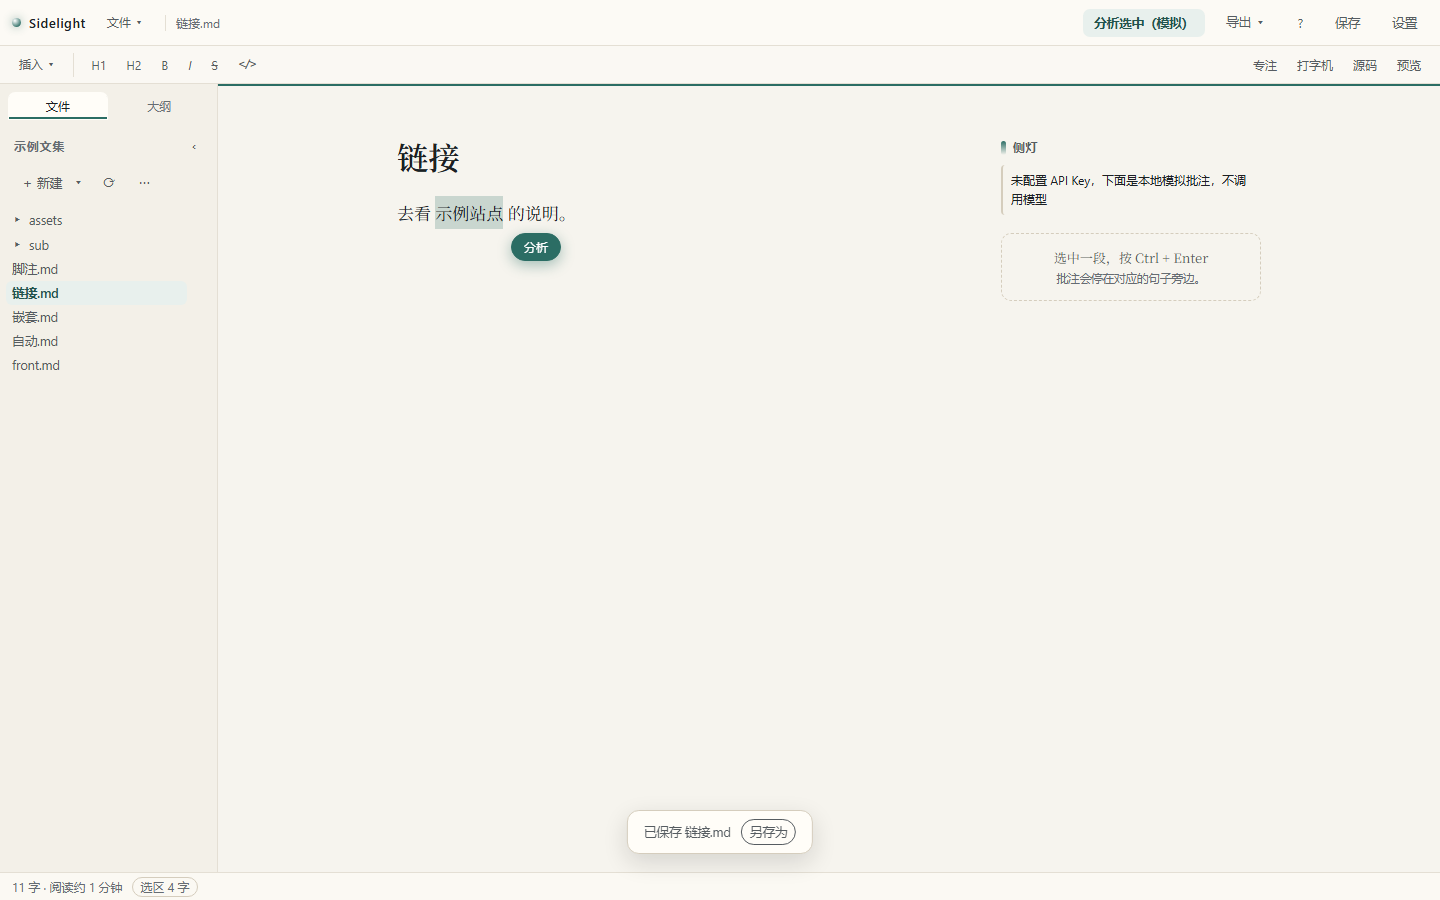 Sidelight 文件 链接.md 分析选中（模拟） 导出 ? 保存 设置
插入 H1 H2 B I S </> 专注 打字机 源码 预览
文件 大纲
示例文集
+ 新建 ...
assets
sub
脚注.md
链接.md
嵌套.md
自动.md
front.md
链接
去看 示例站点 的说明。
分析
侧灯
未配置 API Key，下面是本地模拟批注，不调
用模型
选中一段，按 Ctrl + Enter
批注会停在对应的句子旁边。
已保存 链接.md 另存为
11 字 · 阅读约 1 分钟 选区 4 字